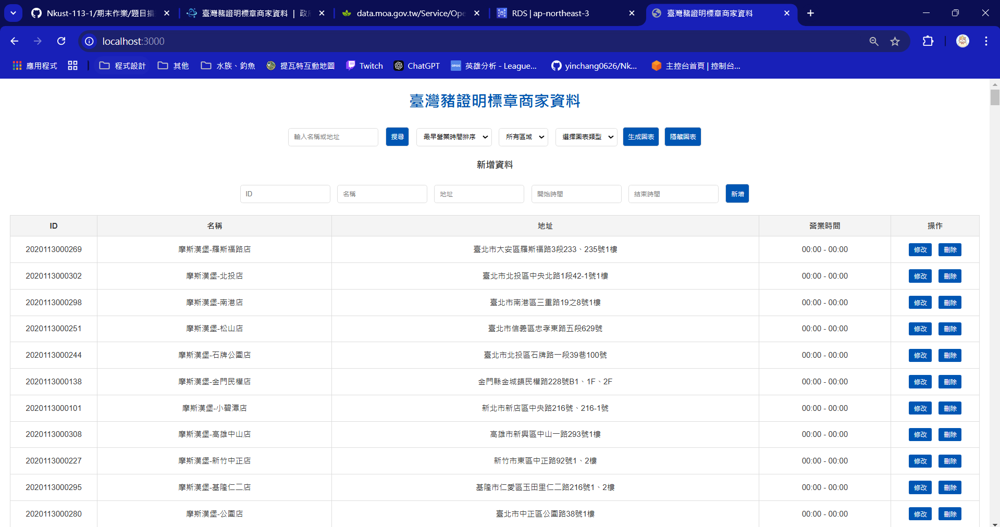 Nkust-113-1/期末作業/題目描
臺灣豬證明標章商家資料 | 政府
data.moa.gov.tw/Service/Ope
RDS | ap-northeast-3
臺灣豬證明標章商家資料
localhost:3000
應用程式 程式設計 其他 水族、釣魚 提瓦特互動地圖 Twitch ChatGPT OPGG 英雄分析 - League... yinchang0626/Nk... 主控台首頁 | 控制台...
臺灣豬證明標章商家資料
輸入名稱或地址 搜尋 最早營業時間排序 所有區域 選擇圖表類型 生成圖表 隱藏圖表
新增資料
ID 名稱 地址 開始時間 結束時間 新增
ID 名稱 地址 營業時間 操作
2020113000269 摩斯漢堡-羅斯福路店 臺北市大安區羅斯福路3段233、235號1樓 00:00 - 00:00 修改 刪除
2020113000302 摩斯漢堡-北投店 臺北市北投區中央北路1段42-1號1樓 00:00 - 00:00 修改 刪除
2020113000298 摩斯漢堡-南港店 臺北市南港區三重路19之8號1樓 00:00 - 00:00 修改 刪除
2020113000251 摩斯漢堡-松山店 臺北市信義區忠孝東路五段629號 00:00 - 00:00 修改 刪除
2020113000244 摩斯漢堡-石牌公園店 臺北市北投區石牌路一段39巷100號 00:00 - 00:00 修改 刪除
2020113000138 摩斯漢堡-金門民權店 金門縣金城鎮民權路228號B1、1F、2F 00:00 - 00:00 修改 刪除
2020113000101 摩斯漢堡-小碧潭店 新北市新店區中央路216號、216-1號 00:00 - 00:00 修改 刪除
2020113000308 摩斯漢堡-高雄中山店 高雄市新興區中山一路293號1樓 00:00 - 00:00 修改 刪除
2020113000227 摩斯漢堡-新竹中正店 新竹市東區中正路92號1、2樓 00:00 - 00:00 修改 刪除
2020113000295 摩斯漢堡-基隆仁二店 基隆市仁愛區玉田里仁二路216號1、2樓 00:00 - 00:00 修改 刪除
2020113000280 摩斯漢堡-公園店 臺北市中正區公園路38號1樓 00:00 - 00:00 修改 刪除